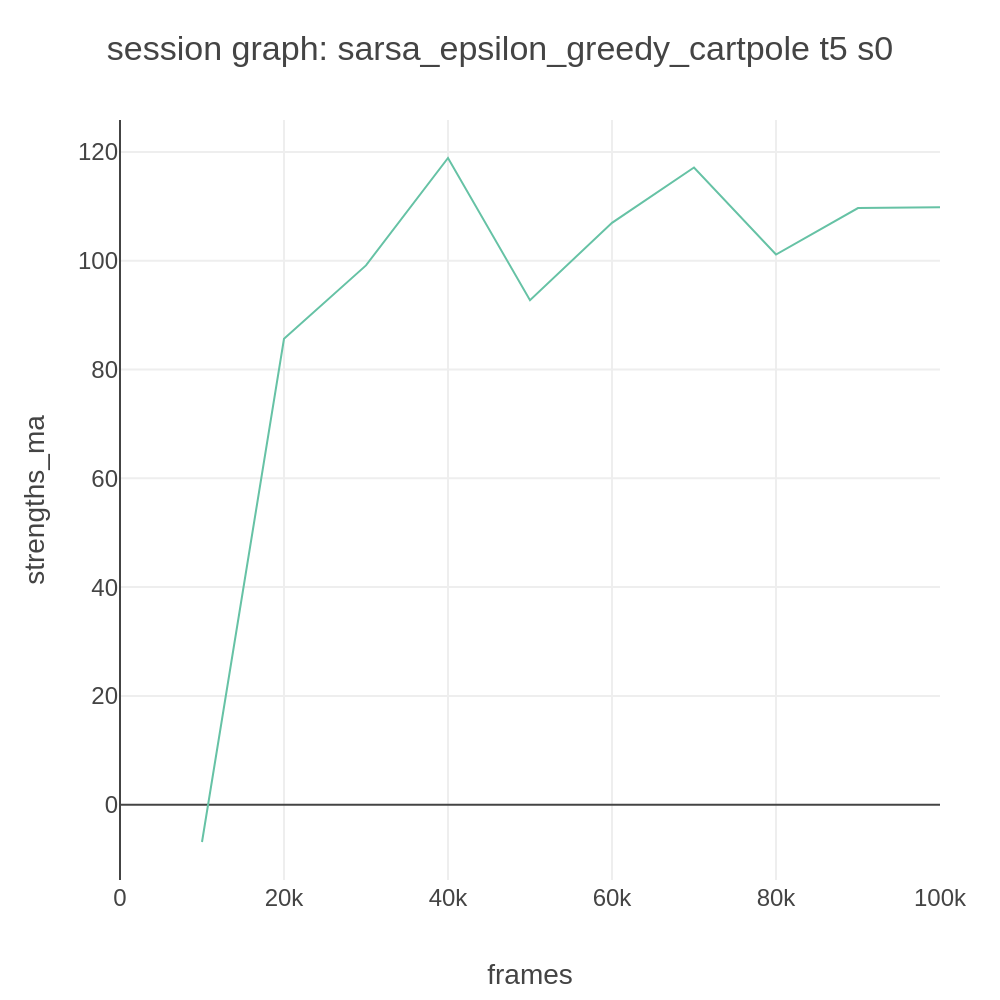 session graph: sarsa_epsilon_greedy_cartpole t5 s0
120
100
80
60
40
20
0
strengths_ma
0
20k
40k
60k
80k
100k
frames